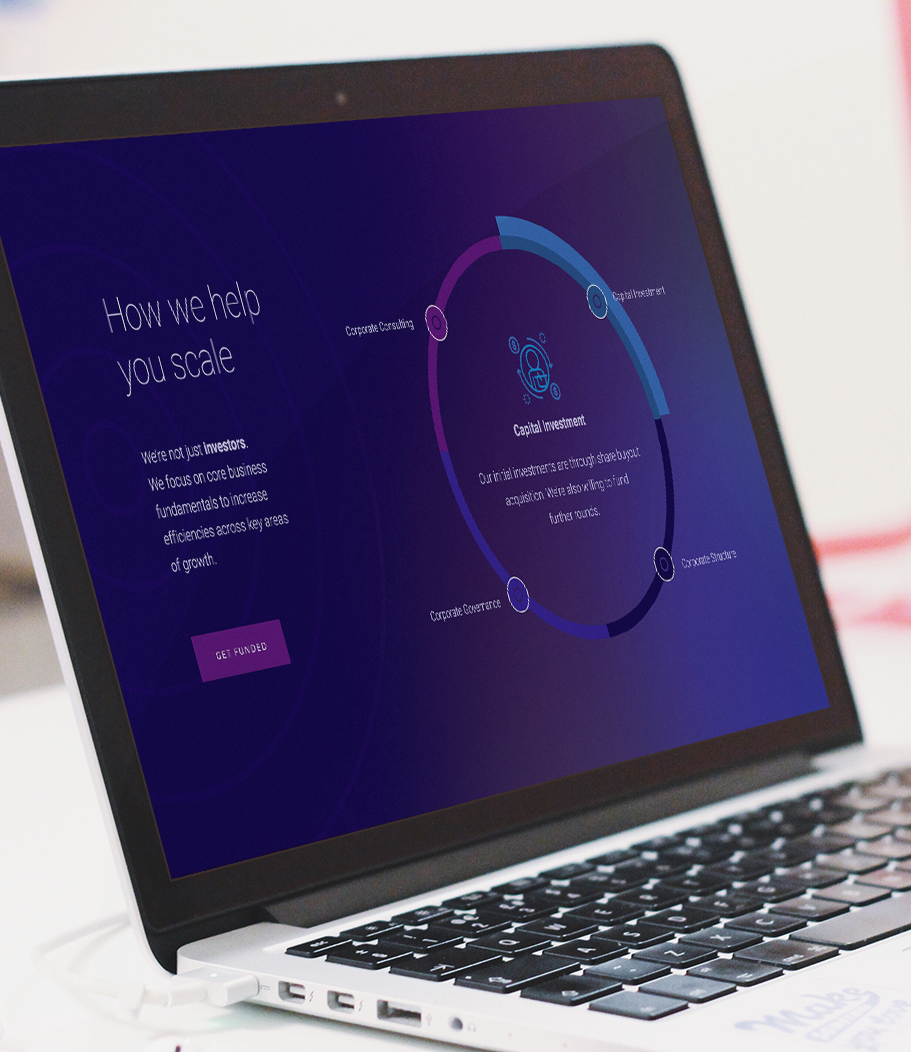 How we help
you scale
We're not just investors.
We focus on core business
fundamentals to increase
efficiencies across key areas
of growth.
GET FUNDED
Corporate Consulting
Capital Investment
Capital Investment
Our initial investments are through share buyout
acquisition. We're also willing to fund
further rounds.
Corporate Governance
Corporate Structure
Q W E R
A S D F G
Z X C
Make